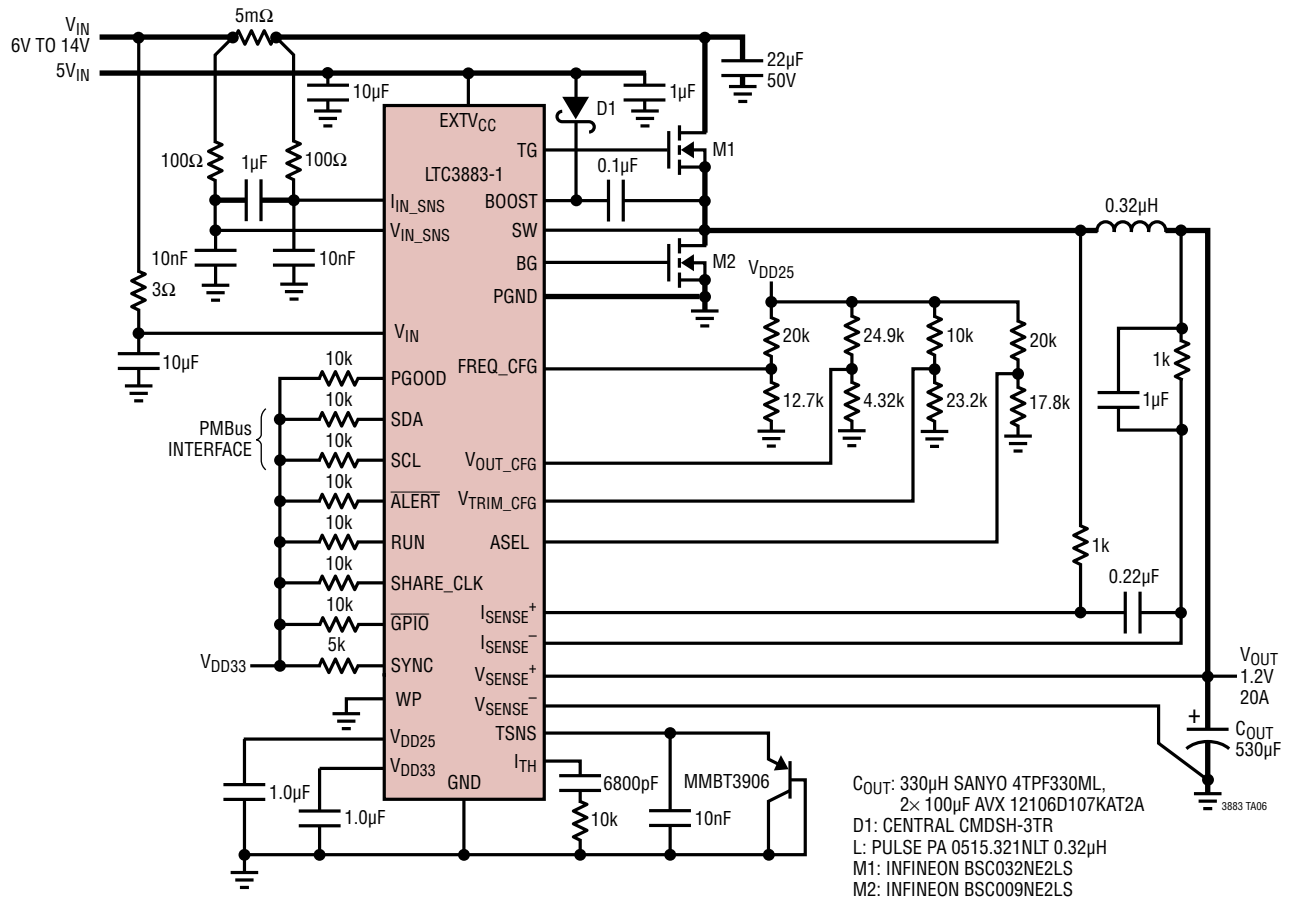 5mΩ
VIN
6V TO 14V
5VIN
10µF
D1
1µF
22µF
50V
EXTVCC
100Ω
1µF
100Ω
LTC3883-1
TG
M1
0.1µF
IIN_SNS
BOOST
0.32µH
VIN_SNS
SW
10nF
10nF
BG
M2
VDD25
3Ω
PGND
VIN
20k
24.9k
10k
20k
1k
10µF
10k
PGOOD
FREQ_CFG
12.7k
4.32k
23.2k
17.8k
1µF
10k
SDA
PMBus
INTERFACE
10k
SCL
VOUT_CFG
10k
ALERT
VTRIM_CFG
10k
RUN
ASEL
1k
10k
SHARE_CLK
0.22µF
10k
GPIO
ISENSE+
5k
ISENSE–
VDD33
SYNC
VSENSE+
VOUT
1.2V
20A
WP
VSENSE–
+
COUT
530µF
VDD25
TSNS
VDD33
ITH
GND
1.0µF
1.0µF
6800pF
10k
10nF
MMBT3906
3883 TA06
COUT: 330µH SANYO 4TPF330ML,
2× 100µF AVX 12106D107KAT2A
D1: CENTRAL CMDSH-3TR
L: PULSE PA 0515.321NLT 0.32µH
M1: INFINEON BSC032NE2LS
M2: INFINEON BSC009NE2LS